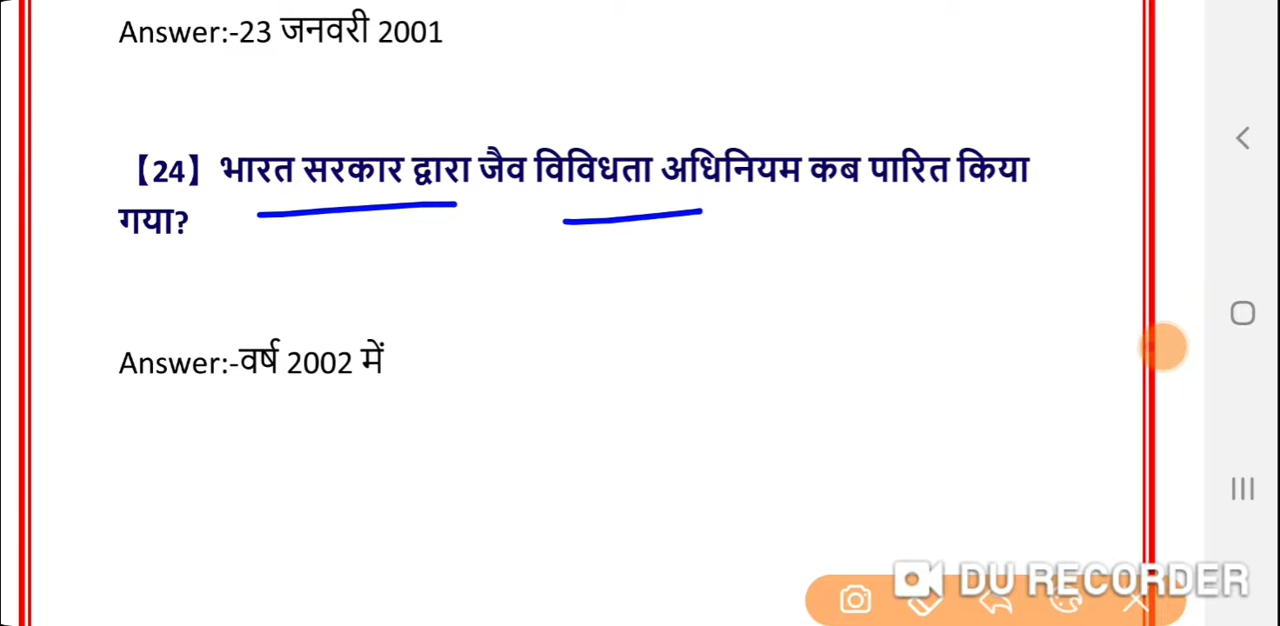 Answer:-23 जनवरी 2001
【24】 भारत सरकार द्वारा जैव विविधता अधिनियम कब पारित किया
गया?
Answer:-वर्ष 2002 में
DU RECORDER